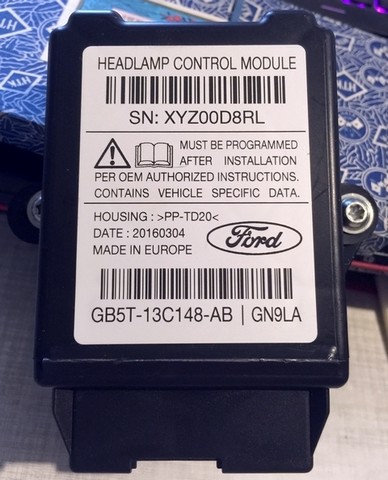 HEADLAMP CONTROL MODULE
SN: XYZ00D8RL
MUST BE PROGRAMMED
AFTER INSTALLATION
PER OEM AUTHORIZED INSTRUCTIONS.
CONTAINS VEHICLE SPECIFIC DATA.
HOUSING : >PP-TD20<
DATE : 20160304
MADE IN EUROPE
Ford
GB5T-13C148-AB | GN9LA